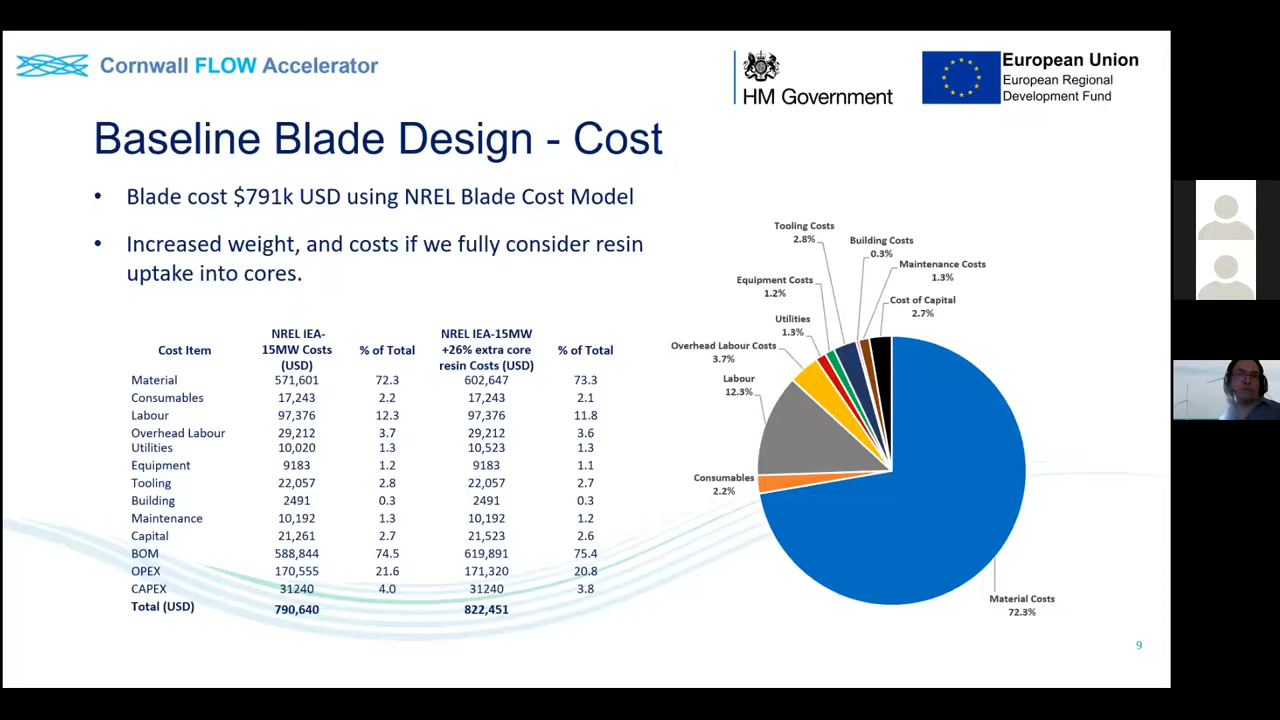 Cornwall FLOW Accelerator
HM Government
European Union
European Regional
Development Fund
Baseline Blade Design - Cost
• Blade cost $791k USD using NREL Blade Cost Model
• Increased weight, and costs if we fully consider resin
uptake into cores.
Cost Item NREL IEA-15MW Costs (USD) % of Total NREL IEA-15MW +26% extra core resin Costs (USD) % of Total
Material 571,601 72.3 602,647 73.3
Consumables 17,243 2.2 17,243 2.1
Labour 97,376 12.3 97,376 11.8
Overhead Labour 29,212 3.7 29,212 3.6
Utilities 10,020 1.3 10,523 1.3
Equipment 9183 1.2 9183 1.1
Tooling 22,057 2.8 22,057 2.7
Building 2491 0.3 2491 0.3
Maintenance 10,192 1.3 10,192 1.2
Capital 21,261 2.7 21,523 2.6
BOM 588,844 74.5 619,891 75.4
OPEX 170,555 21.6 171,320 20.8
CAPEX 31240 4.0 31240 3.8
Total (USD) 790,640 822,451
Tooling Costs
2.8%
Building Costs
0.3%
Maintenance Costs
1.3%
Equipment Costs
1.2%
Cost of Capital
2.7%
Utilities
1.3%
Overhead Labour Costs
3.7%
Labour
12.3%
Consumables
2.2%
Material Costs
72.3%
9